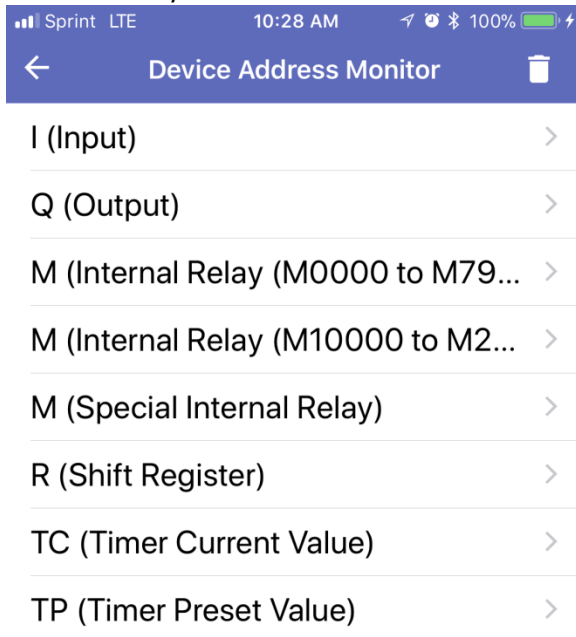 Sprint LTE 10:28 AM 100%
Device Address Monitor
I (Input)
Q (Output)
M (Internal Relay (M0000 to M79...
M (Internal Relay (M10000 to M2...
M (Special Internal Relay)
R (Shift Register)
TC (Timer Current Value)
TP (Timer Preset Value)